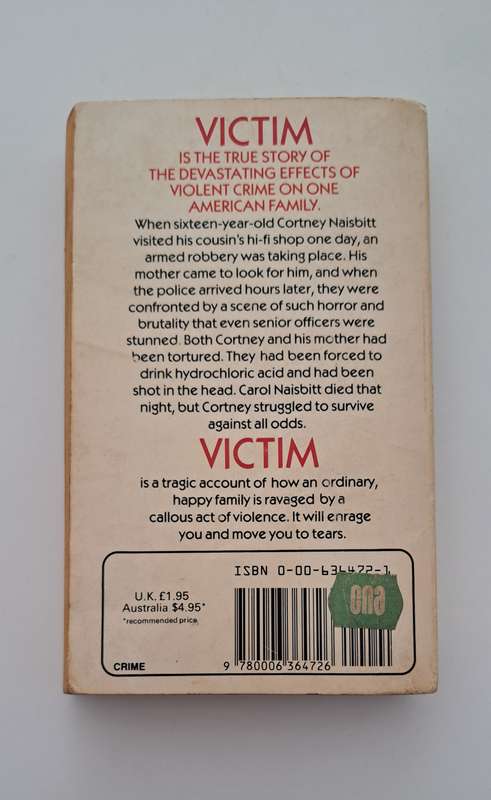 VICTIM
IS THE TRUE STORY OF
THE DEVASTATING EFFECTS OF
VIOLENT CRIME ON ONE
AMERICAN FAMILY.
When sixteen-year-old Cortney Naisbitt
visited his cousin's hi-fi shop one day, an
armed robbery was taking place. His
mother came to look for him, and when
the police arrived hours later, they were
confronted by a scene of such horror and
brutality that even senior officers were
stunned. Both Cortney and his mother had
been tortured. They had been forced to
drink hydrochloric acid and had been
shot in the head. Carol Naisbitt died that
night, but Cortney struggled to survive
against all odds.
VICTIM
is a tragic account of how an ordinary,
happy family is ravaged by a
callous act of violence. It will enrage
you and move you to tears.
ISBN 0-00-636472-1
U.K. £1.95
Australia $4.95*
*recommended price
ena
9 780006 364726
CRIME